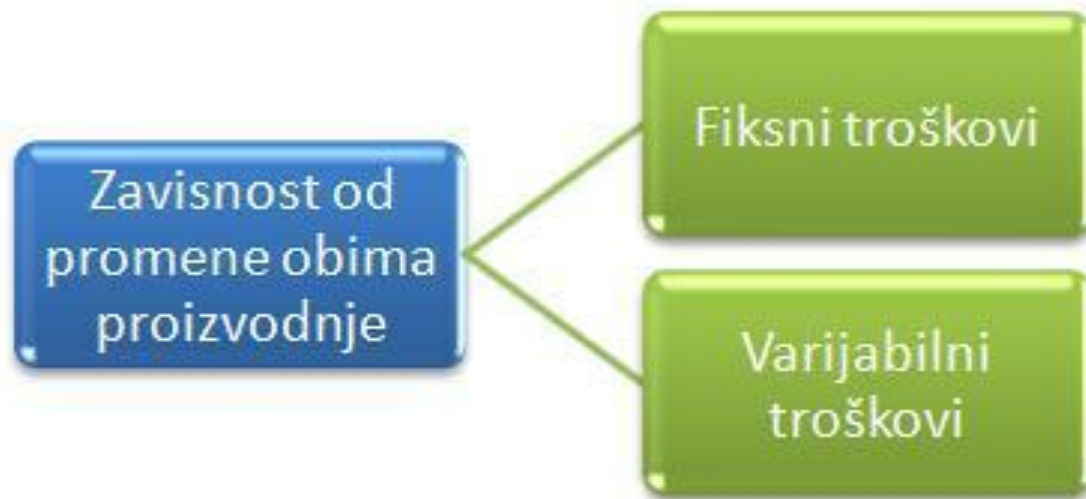 Zavisnost od
promene obima
proizvodnje
Fiksni troškovi
Varijabilni
troškovi